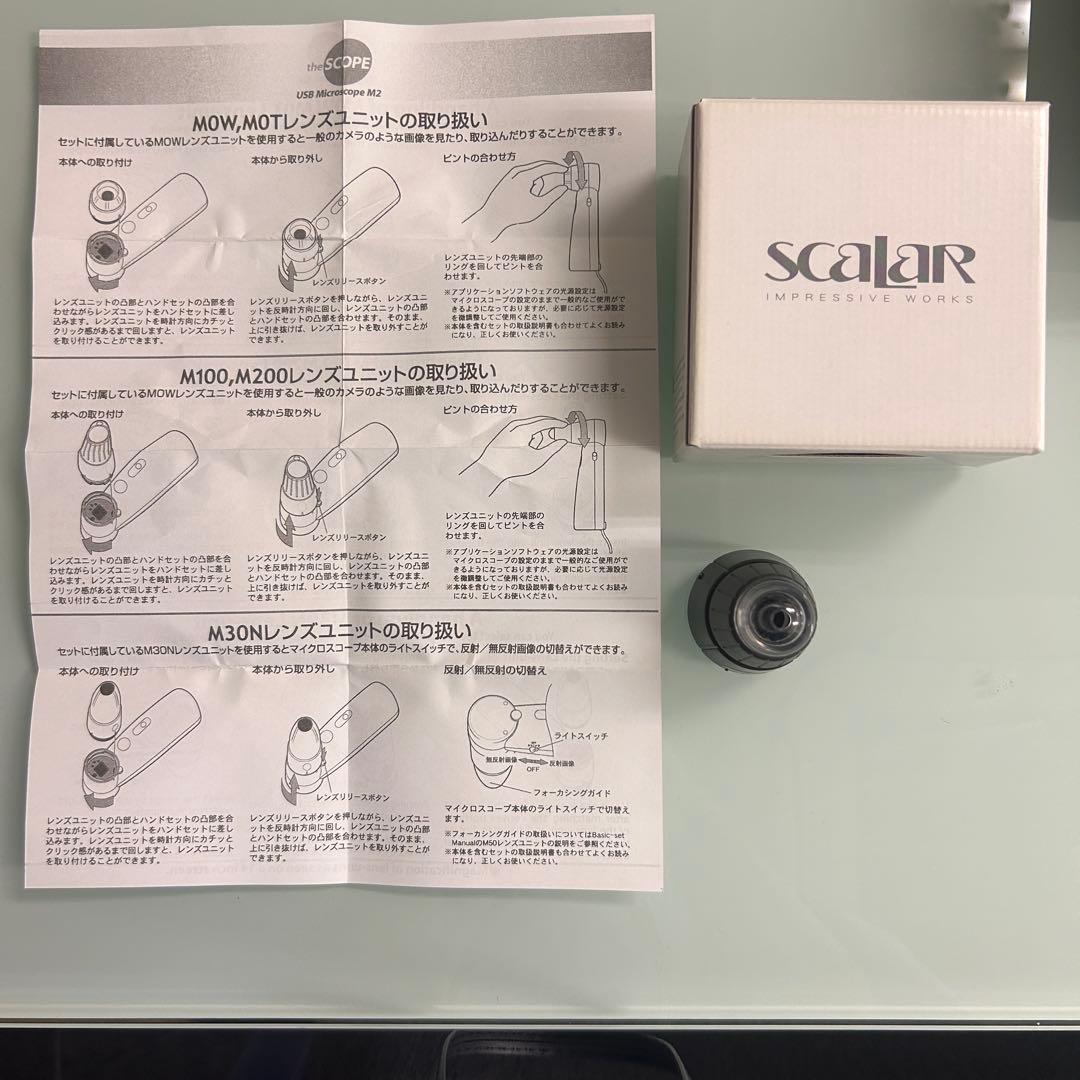 the SCOPE
USB Microscope M2
M0W,M0Tレンズユニットの取り扱い
セットに付属しているM0Wレンズユニットを使用すると一般のカメラのような画像を見たり、取り込んだりすることができます。
本体への取り付け
レンズユニットの凸部とハンドセットの凸部を合
わせながらレンズユニットをハンドセットに差し
込みます。レンズユニットを時計方向にカチッと
クリック感があるまで回しますと、レンズユニット
を取り付けることができます。
本体から取り外し
レンズリリースボタン
レンズリリースボタンを押しながら、レンズユニ
ットを反時計方向に回し、レンズユニットの凸部
とハンドセットの凸部を合わせます。そのまま、
上に引き抜けば、レンズユニットを取り外すことが
できます。
ピントの合わせ方
レンズユニットの先端部の
リングを回してピントを合
わせます。
※アプリケーションソフトウェアの光源設定は
マイクロスコープの設定のままで一般的なご使用がで
きるようになっておりますが、必要に応じて光源設定
を微調整してご使用ください。
※本体を含むセットの取扱説明書も合わせてよくお読み
になり、正しくお使いください。
M100,M200レンズユニットの取り扱い
セットに付属しているM0Wレンズユニットを使用すると一般のカメラのような画像を見たり、取り込んだりすることができます。
本体への取り付け
レンズユニットの凸部とハンドセットの凸部を合
わせながらレンズユニットをハンドセットに差し
込みます。レンズユニットを時計方向にカチッと
クリック感があるまで回しますと、レンズユニット
を取り付けることができます。
本体から取り外し
レンズリリースボタン
レンズリリースボタンを押しながら、レンズユニ
ットを反時計方向に回し、レンズユニットの凸部
とハンドセットの凸部を合わせます。そのまま、
上に引き抜けば、レンズユニットを取り外すことが
できます。
ピントの合わせ方
レンズユニットの先端部の
リングを回してピントを合
わせます。
※アプリケーションソフトウェアの光源設定は
マイクロスコープの設定のままで一般的なご使用がで
きるようになっておりますが、必要に応じて光源設定
を微調整してご使用ください。
※本体を含むセットの取扱説明書も合わせてよくお読み
になり、正しくお使いください。
M30Nレンズユニットの取り扱い
セットに付属しているM30Nレンズユニットを使用するとマイクロスコープ本体のライトスイッチで、反射／無反射画像の切替えができます。
本体への取り付け
レンズユニットの凸部とハンドセットの凸部を合
わせながらレンズユニットをハンドセットに差し
込みます。レンズユニットを時計方向にカチッと
クリック感があるまで回しますと、レンズユニット
を取り付けることができます。
本体から取り外し
レンズリリースボタン
レンズリリースボタンを押しながら、レンズユニ
ットを反時計方向に回し、レンズユニットの凸部
とハンドセットの凸部を合わせます。そのまま、
上に引き抜けば、レンズユニットを取り外すことが
できます。
反射／無反射の切替え
ライトスイッチ
無反射画像
OFF
反射画像
フォーカシングガイド
マイクロスコープ本体のライトスイッチで切替え
ます。
※フォーカシングガイドの取扱いについてはBasic-set
ManualのM50レンズユニットの説明をご参照ください。
※本体を含むセットの取扱説明書も合わせてよくお読み
になり、正しくお使いください。
scaLaR
IMPRESSIVE WORKS